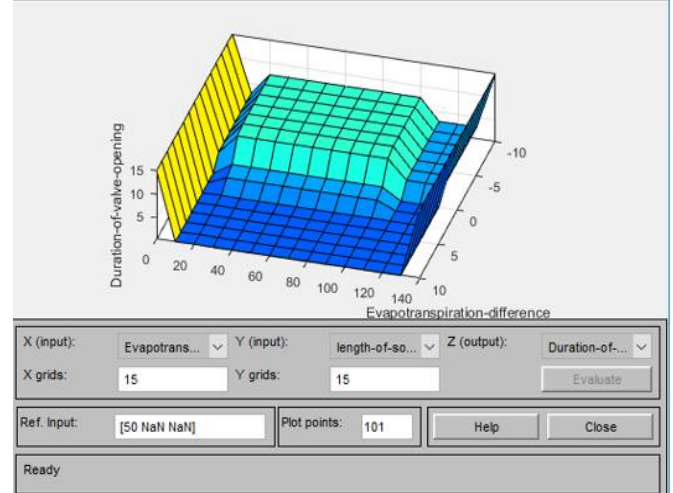 Duration-of-valve-opening
15
10
5
0
20
40
60
80
100
120
140
10
5
0
-5
-10
Evapotranspiration-difference
X (input): Evapotrans... Y (input): length-of-so... Z (output): Duration-of-...
X grids: 15 Y grids: 15 Evaluate
Ref. Input: [50 NaN NaN] Plot points: 101 Help Close
Ready